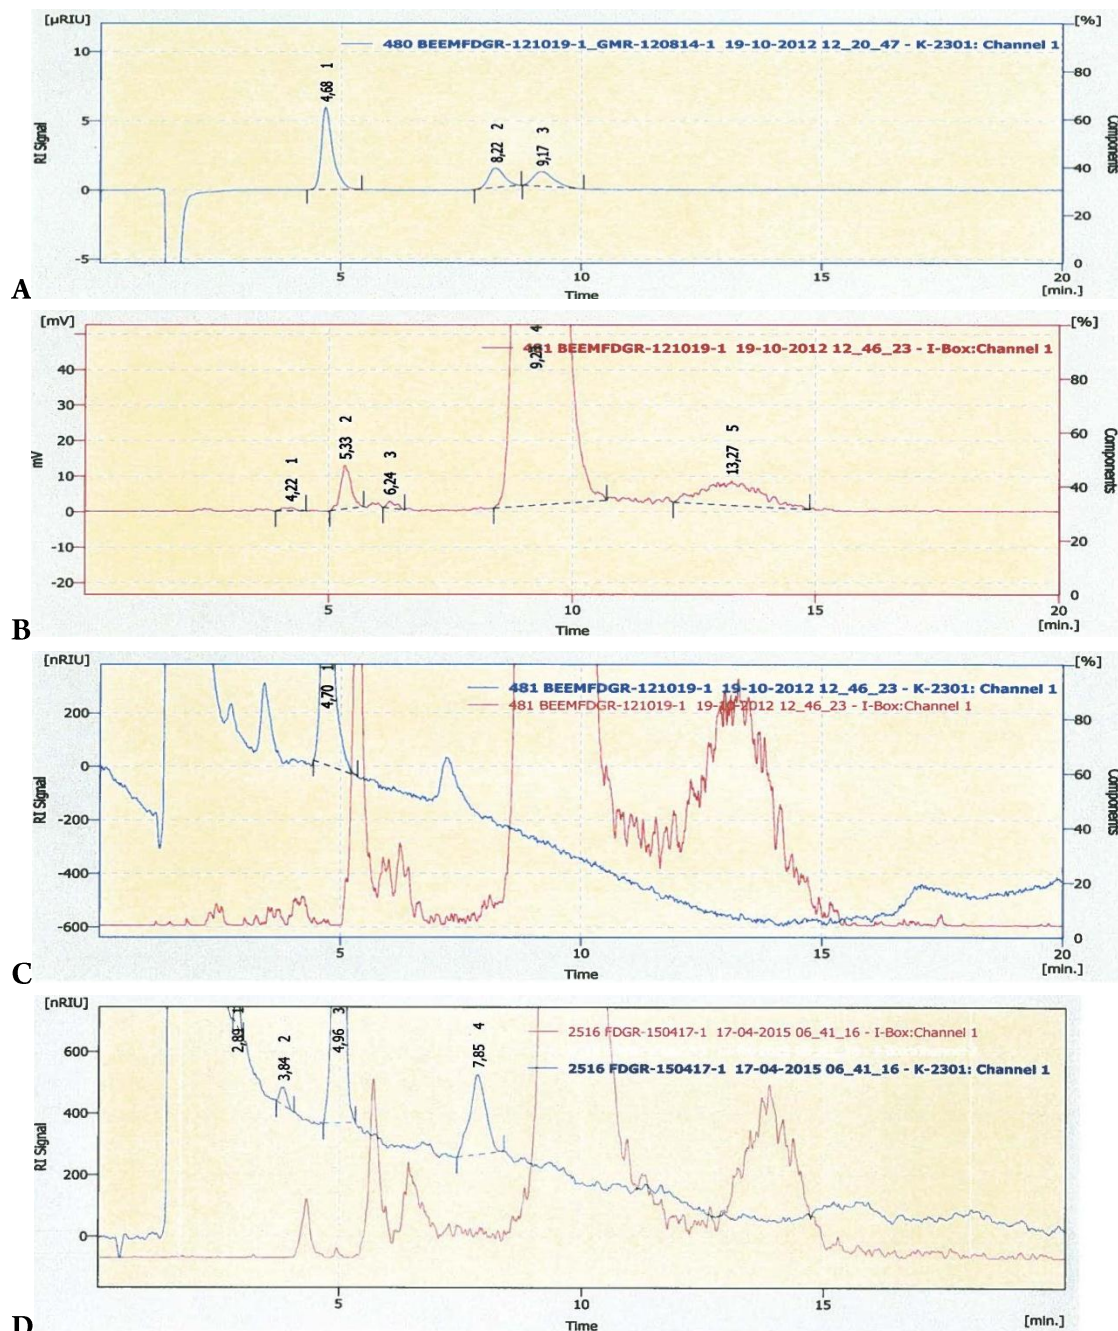 [µRIU]
[%]
480 BEEMFDGR-121019-1_GMR-120814-1 19-10-2012 12_20_47 - K-2301: Channel 1
10
5
0
-5
RI Signal
4,68 1
8,22 2
9,17 3
80
60
40
20
0
Components
5
10
15
20
Time
[min.]
A
[mV]
[%]
481 BEEMFDGR-121019-1 19-10-2012 12_46_23 - I-Box:Channel 1
40
30
20
10
0
-10
-20
mV
4,22 1
5,33 2
6,24 3
4
13,27 5
80
60
40
20
0
Components
5
10
15
20
Time
[min.]
B
[nRIU]
[%]
481 BEEMFDGR-121019-1 19-10-2012 12_46_23 - K-2301: Channel 1
481 BEEMFDGR-121019-1 19-10-2012 12_46_23 - I-Box:Channel 1
200
0
-200
-400
-600
RI Signal
4,70 1
80
60
40
20
0
Components
5
10
15
20
Time
[min.]
C
[nRIU]
2516 FDGR-150417-1 17-04-2015 06_41_16 - I-Box:Channel 1
2516 FDGR-150417-1 17-04-2015 06_41_16 - K-2301: Channel 1
600
400
200
0
RI Signal
2,89 1
3,84 2
4,96 3
7,85 4
5
10
15
Time
[min.]
D